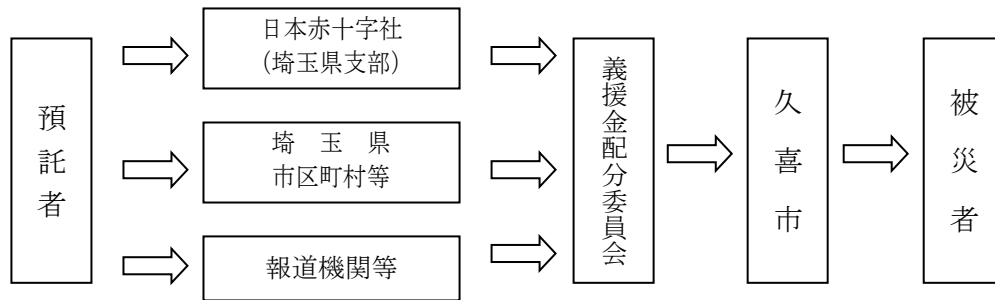 預託者
日本赤十字社
(埼玉県支部)
埼　玉　県
市区町村等
報道機関等
義援金配分委員会
久喜市
被災者